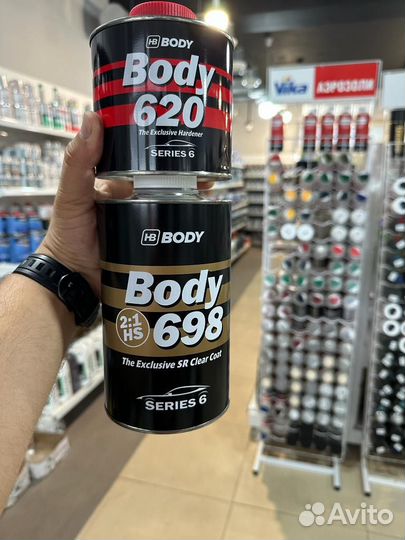 HB BODY
Body
620
The Exclusive Hardener
SERIES 6
HB BODY
Body
2:1 HS 698
The Exclusive SR Clear Coat
SERIES 6
Vika АЭРОЗОЛИ
Avito